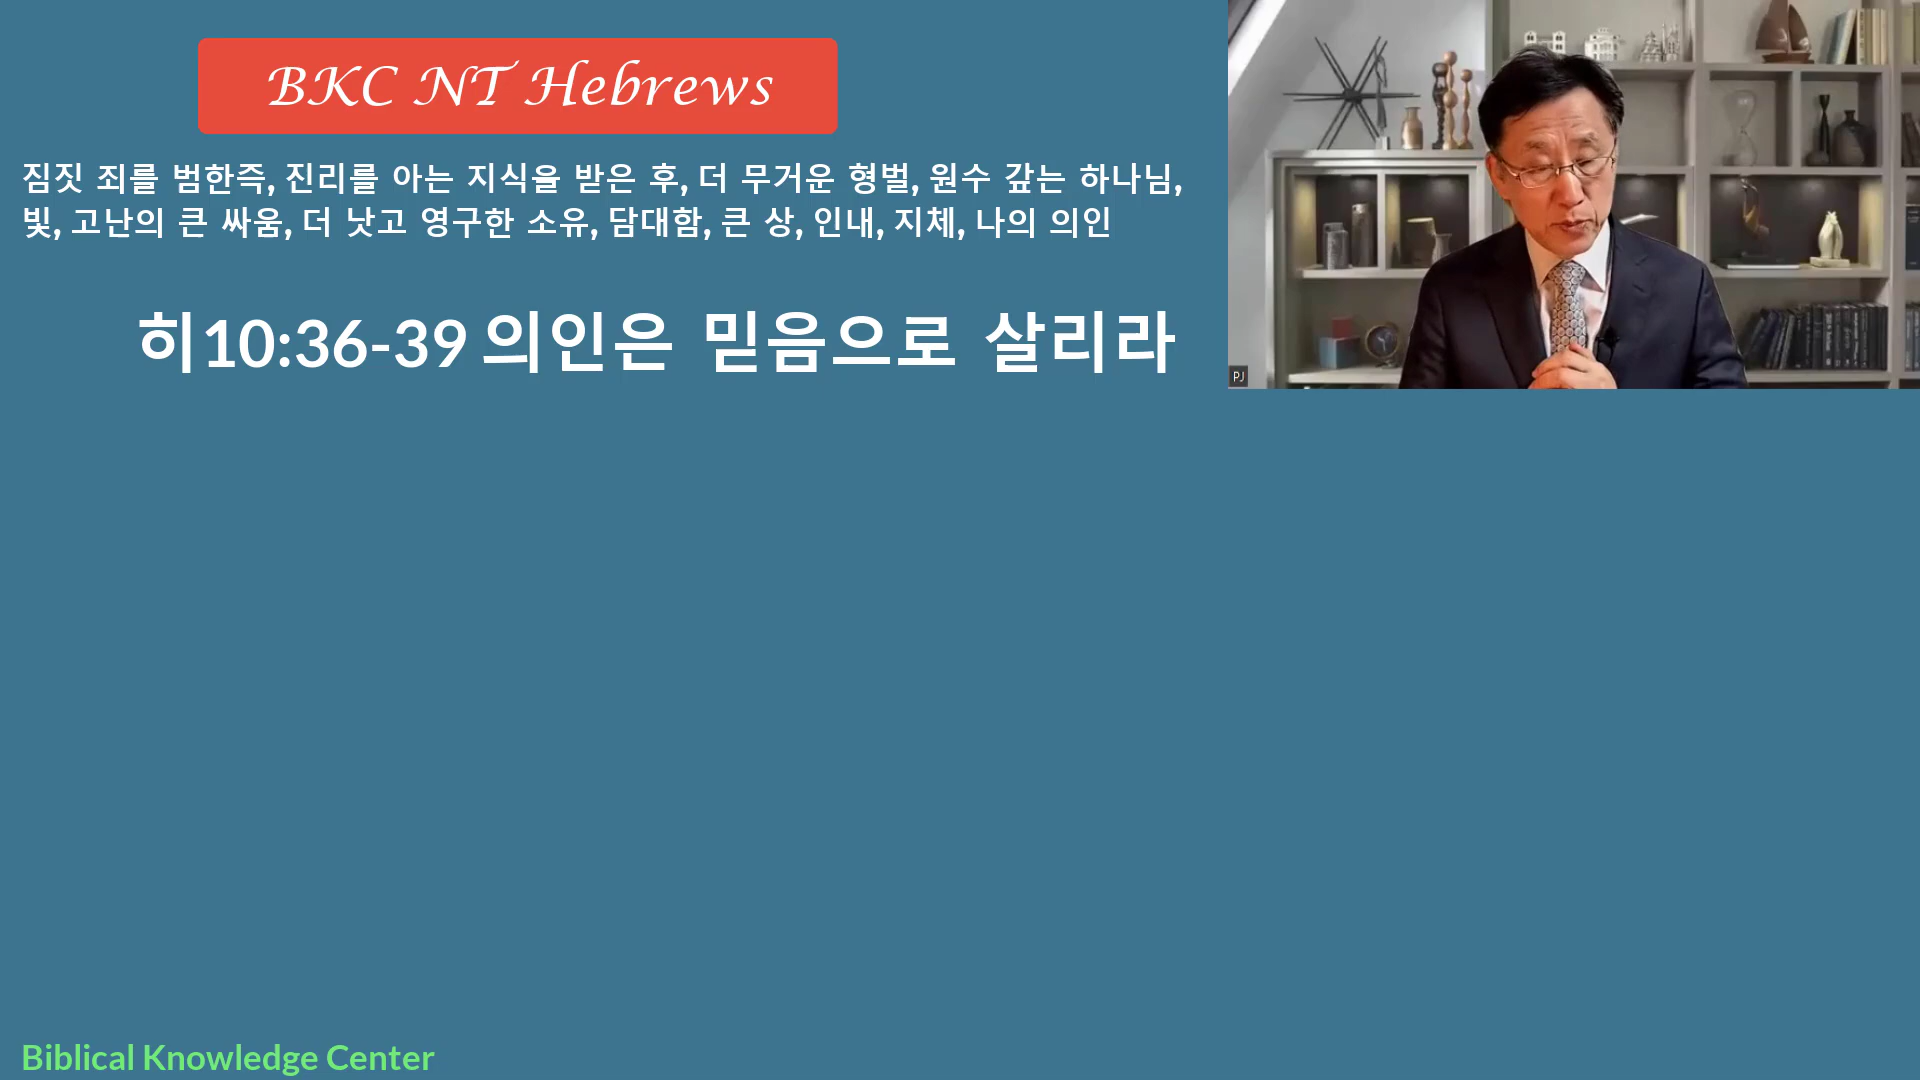 BKC NT Hebrews
짐짓 죄를 범한즉, 진리를 아는 지식을 받은 후, 더 무거운 형벌, 원수 갚는 하나님,
빛, 고난의 큰 싸움, 더 낫고 영구한 소유, 담대함, 큰 상, 인내, 지체, 나의 의인
히10:36-39 의인은 믿음으로 살리라
PJ
Biblical Knowledge Center